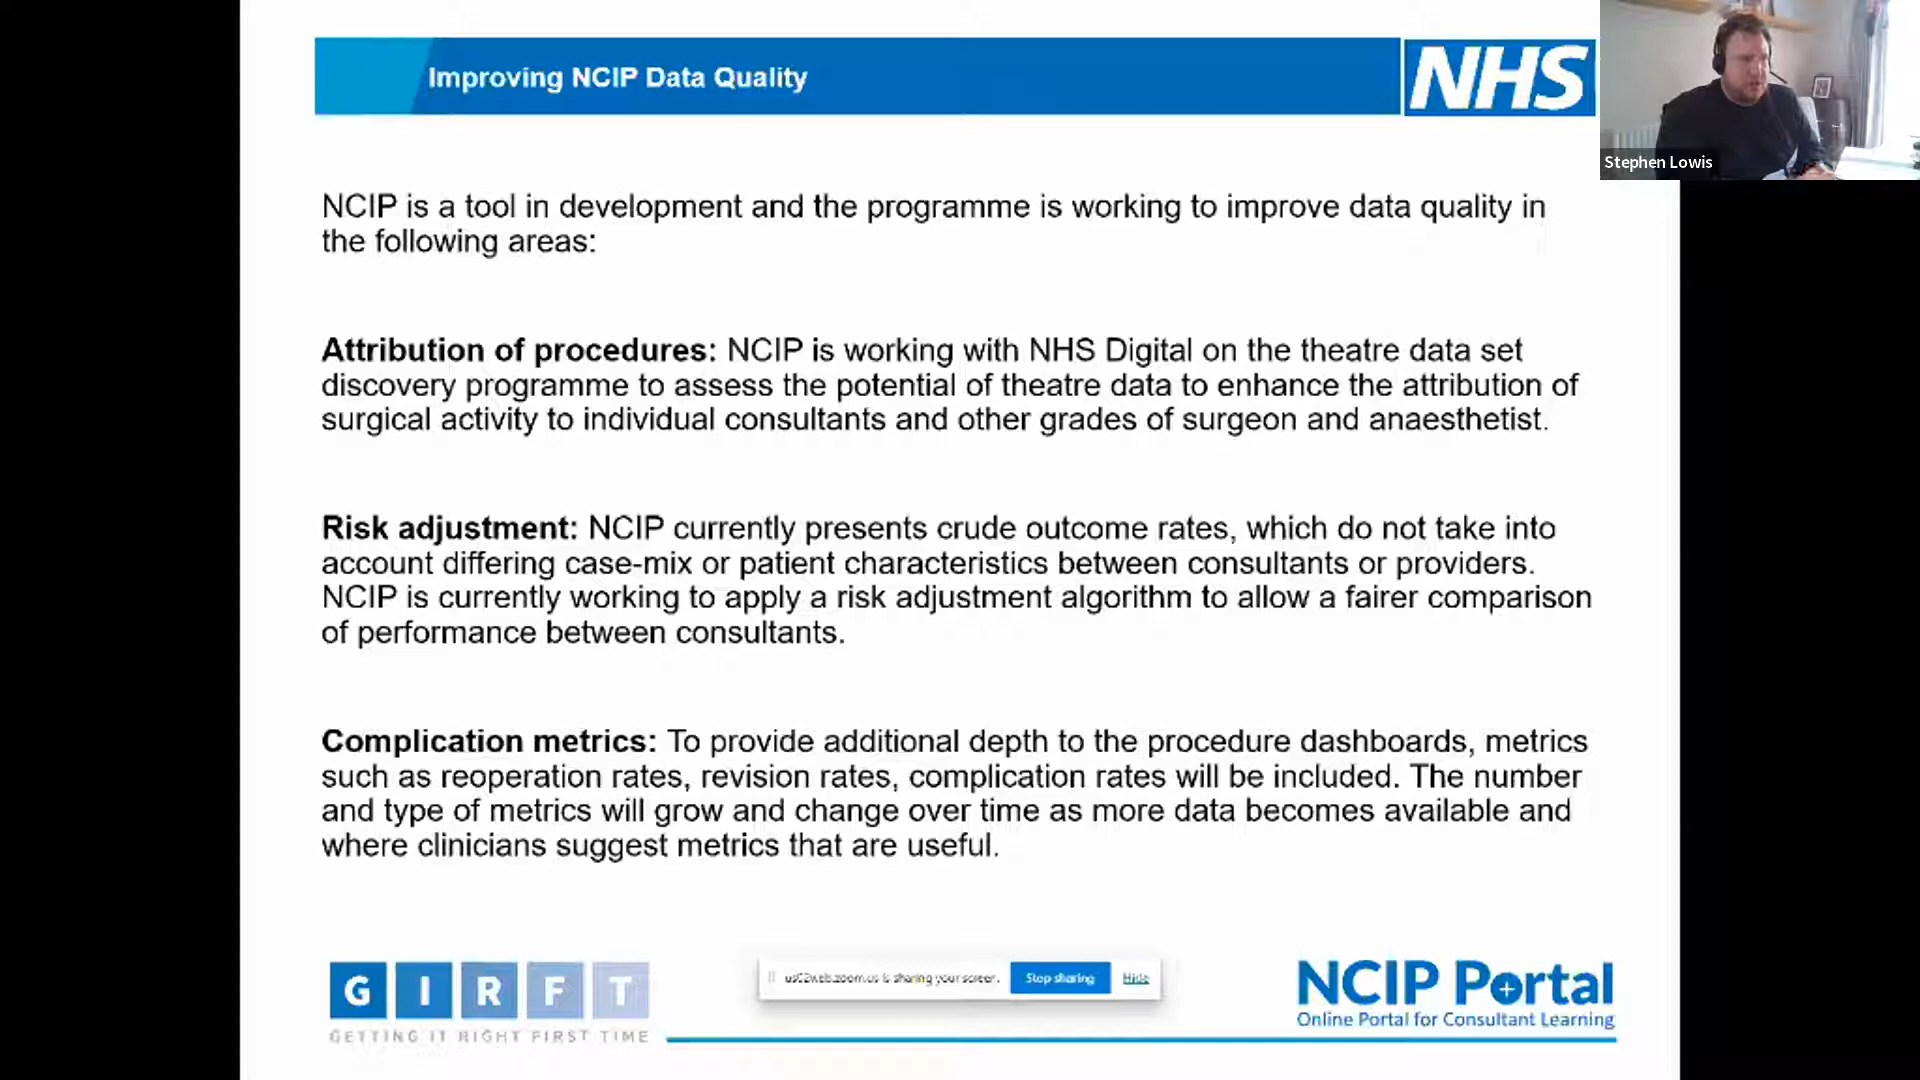 Improving NCIP Data Quality
NHS
Stephen Lowis
NCIP is a tool in development and the programme is working to improve data quality in
the following areas:
Attribution of procedures: NCIP is working with NHS Digital on the theatre data set
discovery programme to assess the potential of theatre data to enhance the attribution of
surgical activity to individual consultants and other grades of surgeon and anaesthetist.
Risk adjustment: NCIP currently presents crude outcome rates, which do not take into
account differing case-mix or patient characteristics between consultants or providers.
NCIP is currently working to apply a risk adjustment algorithm to allow a fairer comparison
of performance between consultants.
Complication metrics: To provide additional depth to the procedure dashboards, metrics
such as reoperation rates, revision rates, complication rates will be included. The number
and type of metrics will grow and change over time as more data becomes available and
where clinicians suggest metrics that are useful.
GIRFT
GETTING IT RIGHT FIRST TIME
us02web.zoom.us is sharing your screen. Stop sharing Hide
NCIP Portal
Online Portal for Consultant Learning